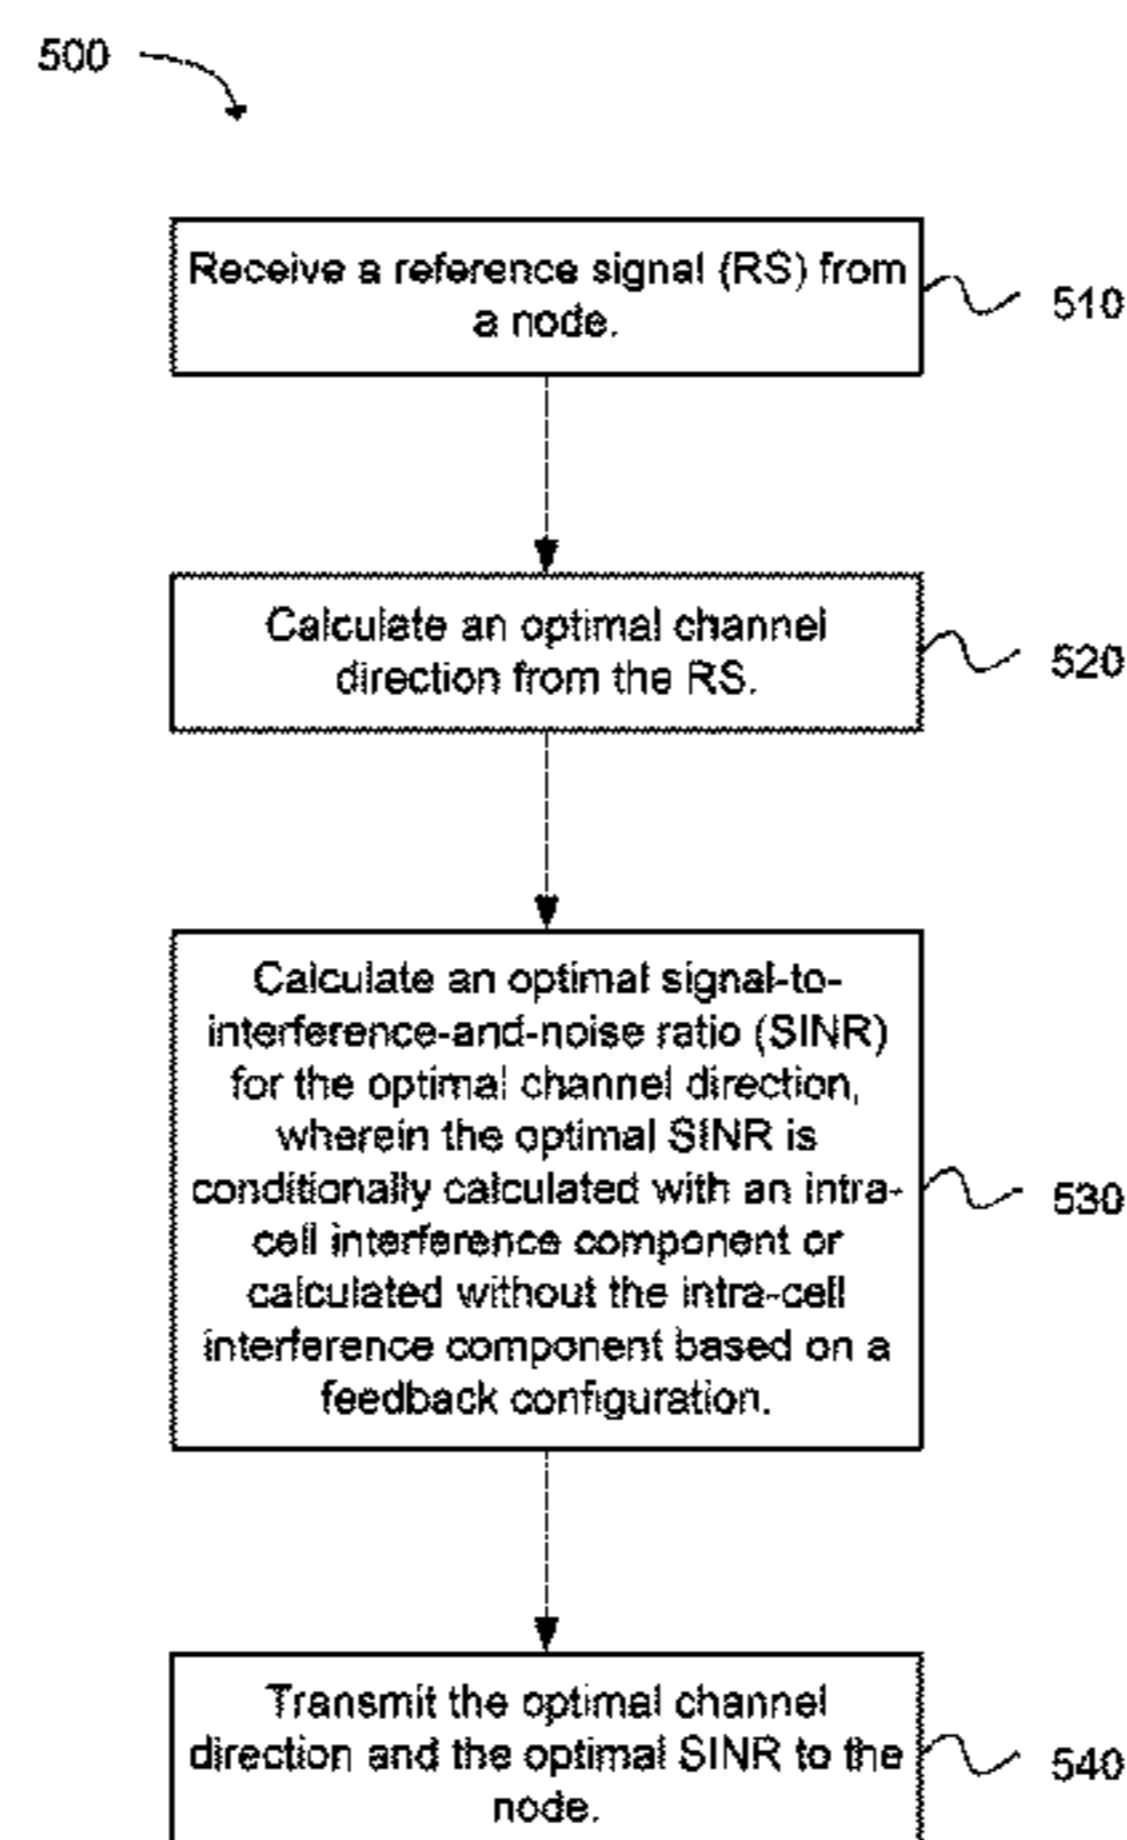 500
Receive a reference signal (RS) from
a node.
510
Calculate an optimal channel
direction from the RS.
520
Calculate an optimal signal-to-
interference-and-noise ratio (SINR)
for the optimal channel direction,
wherein the optimal SINR is
conditionally calculated with an intra-
cell interference component or
calculated without the intra-cell
interference component based on a
feedback configuration.
530
Transmit the optimal channel
direction and the optimal SINR to the
node.
540